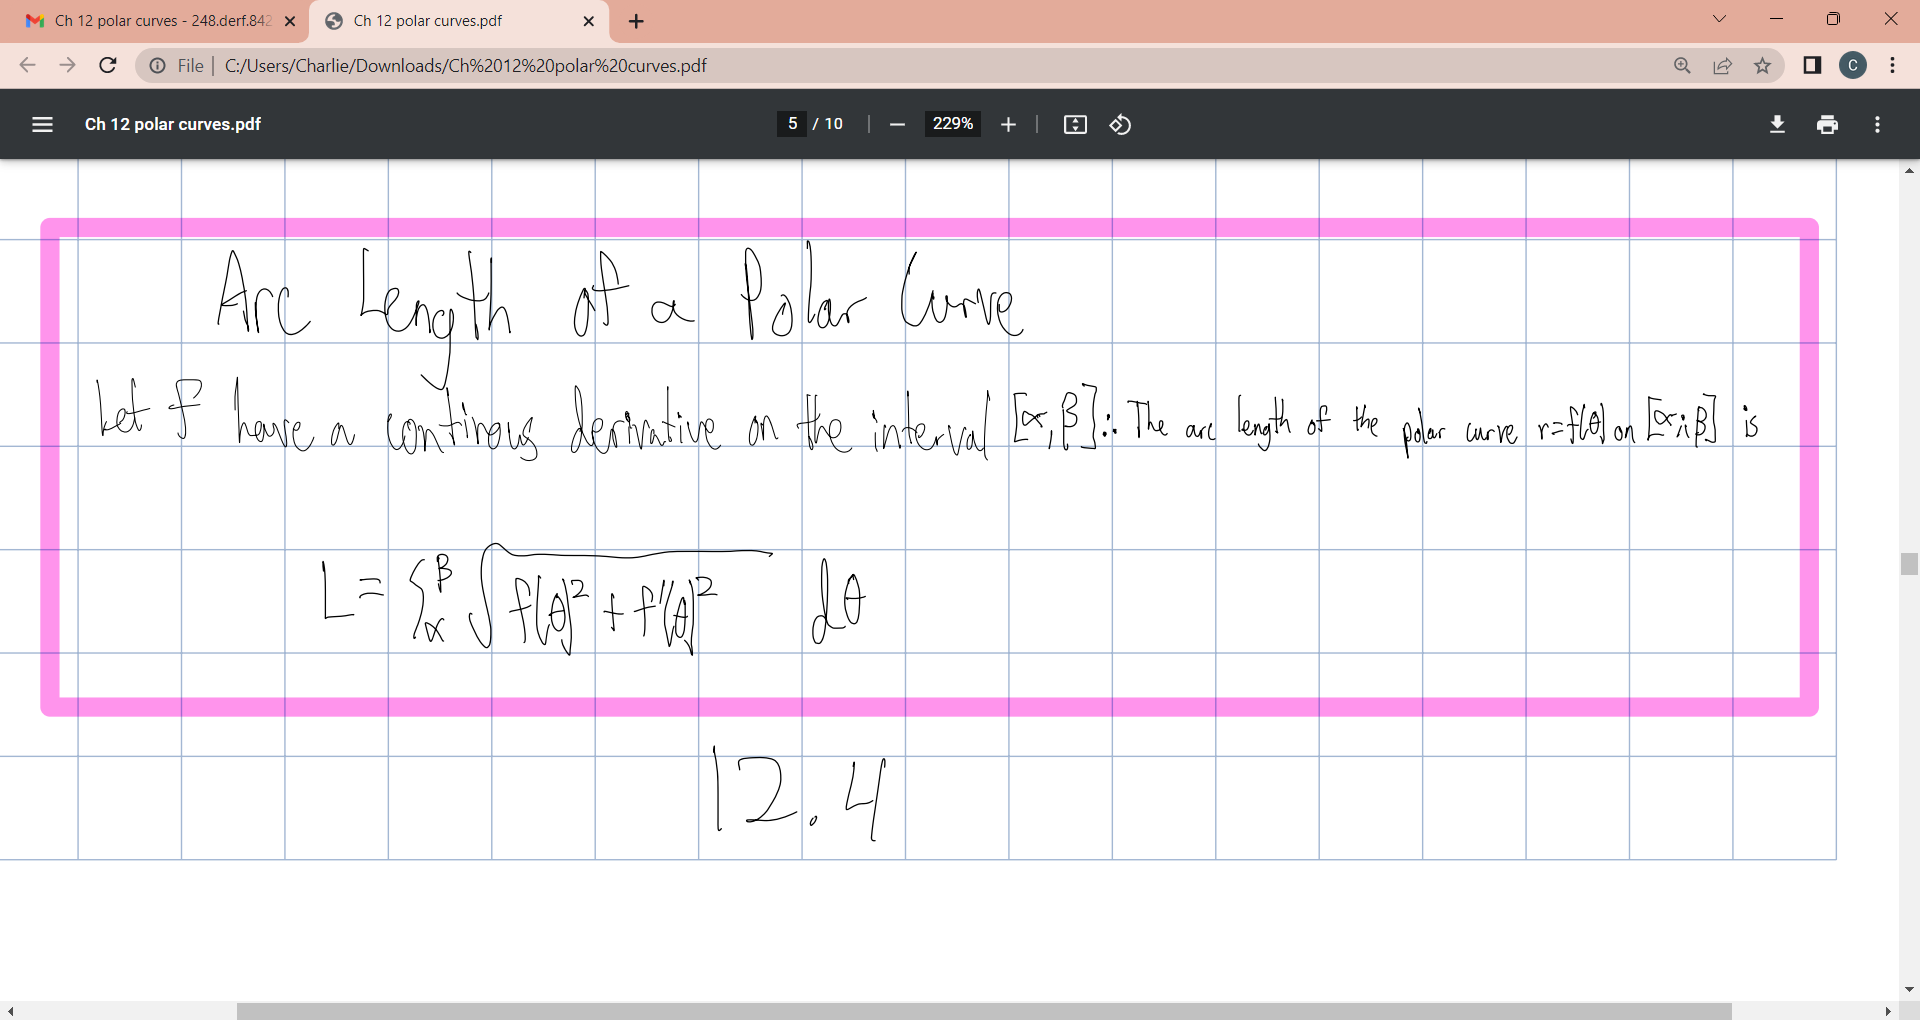 Ch 12 polar curves - 248.derf.842
Ch 12 polar curves.pdf
File | C:/Users/Charlie/Downloads/Ch%2012%20polar%20curves.pdf
C
Ch 12 polar curves.pdf
5 / 10
229%
Arc Length of a Polar Curve
Let f have a continous derivative on the interval [α, β] ∴ The arc length of the polar curve r=f(θ) on [α, β] is
L = ∫_α^β √(f(θ)² + f'(θ)²) dθ
12.4